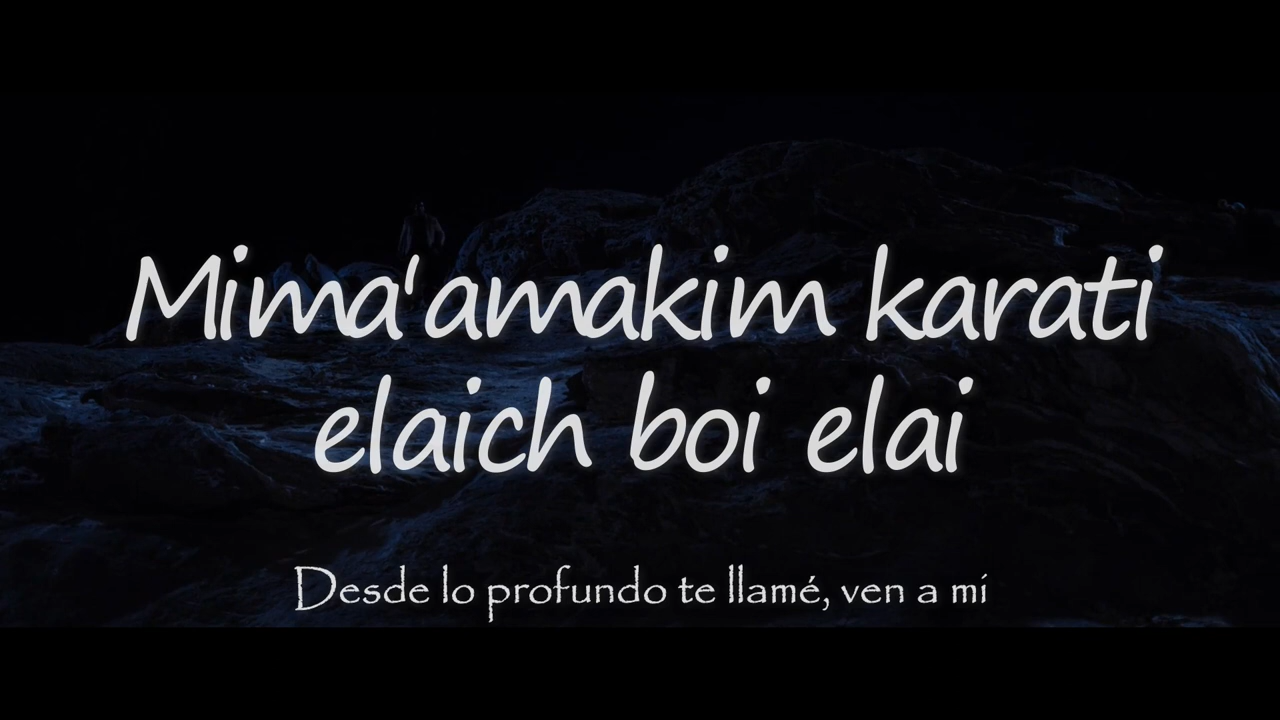 Mima'amakim karati
elaich boi elai
Desde lo profundo te llamé, ven a mí